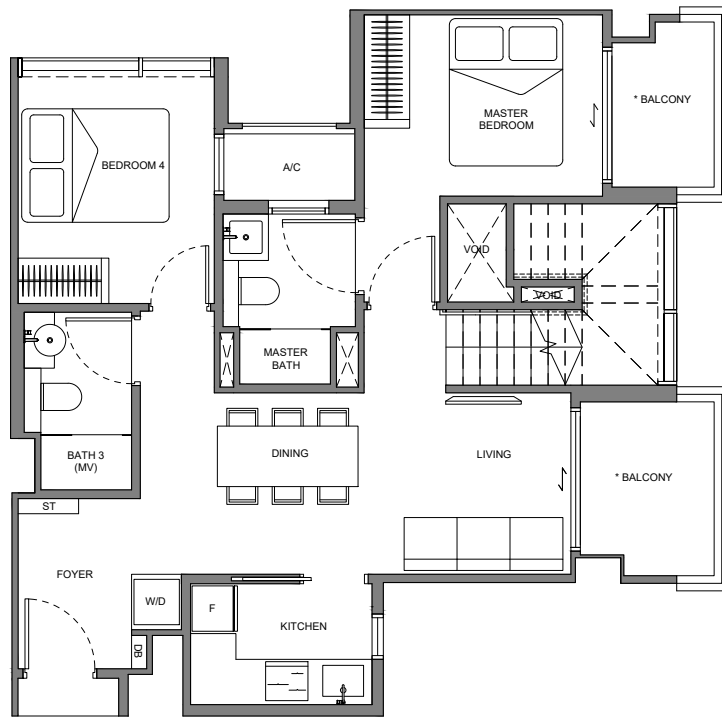 * BALCONY
MASTER
BEDROOM
BEDROOM 4
A/C
VOID
VOID
MASTER
BATH
BATH 3
(MV)
DINING
LIVING
* BALCONY
ST
FOYER
W/D
F
KITCHEN
DB